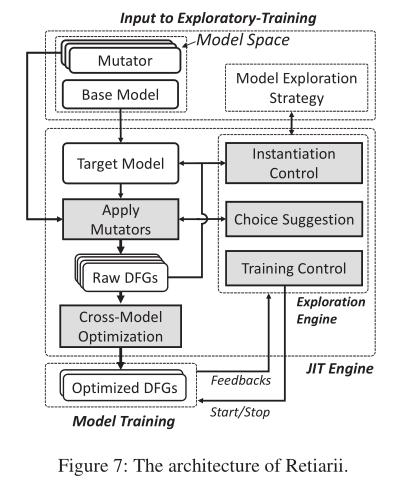 Input to Exploratory-Training
Model Space
Mutator
Base Model
Model Exploration
Strategy
Target Model
Instantiation
Control
Apply
Mutators
Choice Suggestion
Raw DFGs
Training Control
Exploration
Engine
Cross-Model
Optimization
JIT Engine
Optimized DFGs
Feedbacks
Start/Stop
Model Training
Figure 7: The architecture of Retiarii.